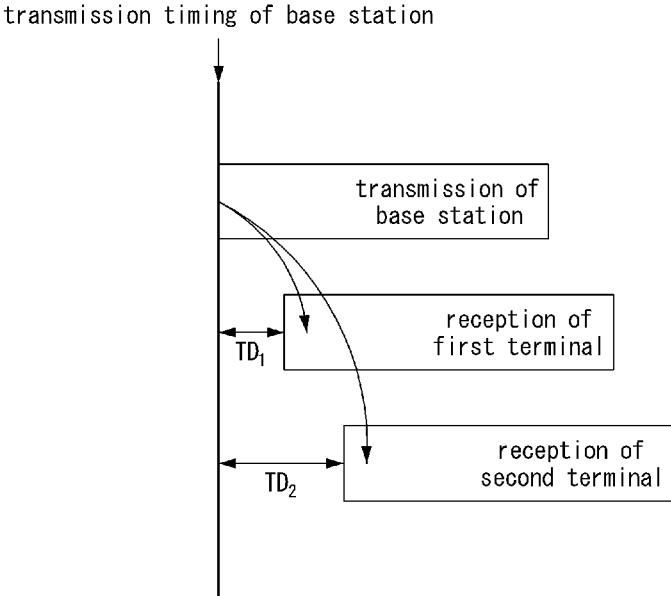 transmission timing of base station
transmission of
base station
reception of
first terminal
TD₁
reception of
second terminal
TD₂